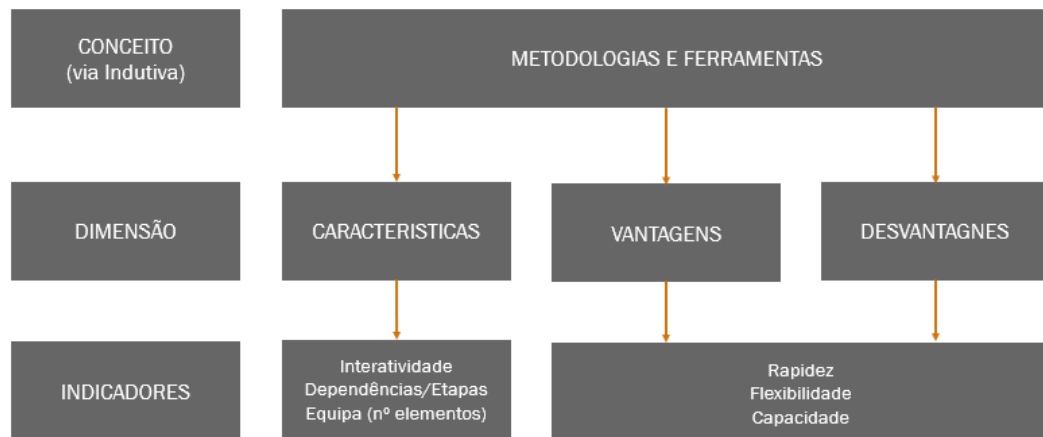 CONCEITO
(via Indutiva)
METODOLOGIAS E FERRAMENTAS
DIMENSÃO
CARACTERISTICAS
VANTAGENS
DESVANTAGNES
INDICADORES
Interatividade
Dependências/Etapas
Equipa (nº elementos)
Rapidez
Flexibilidade
Capacidade